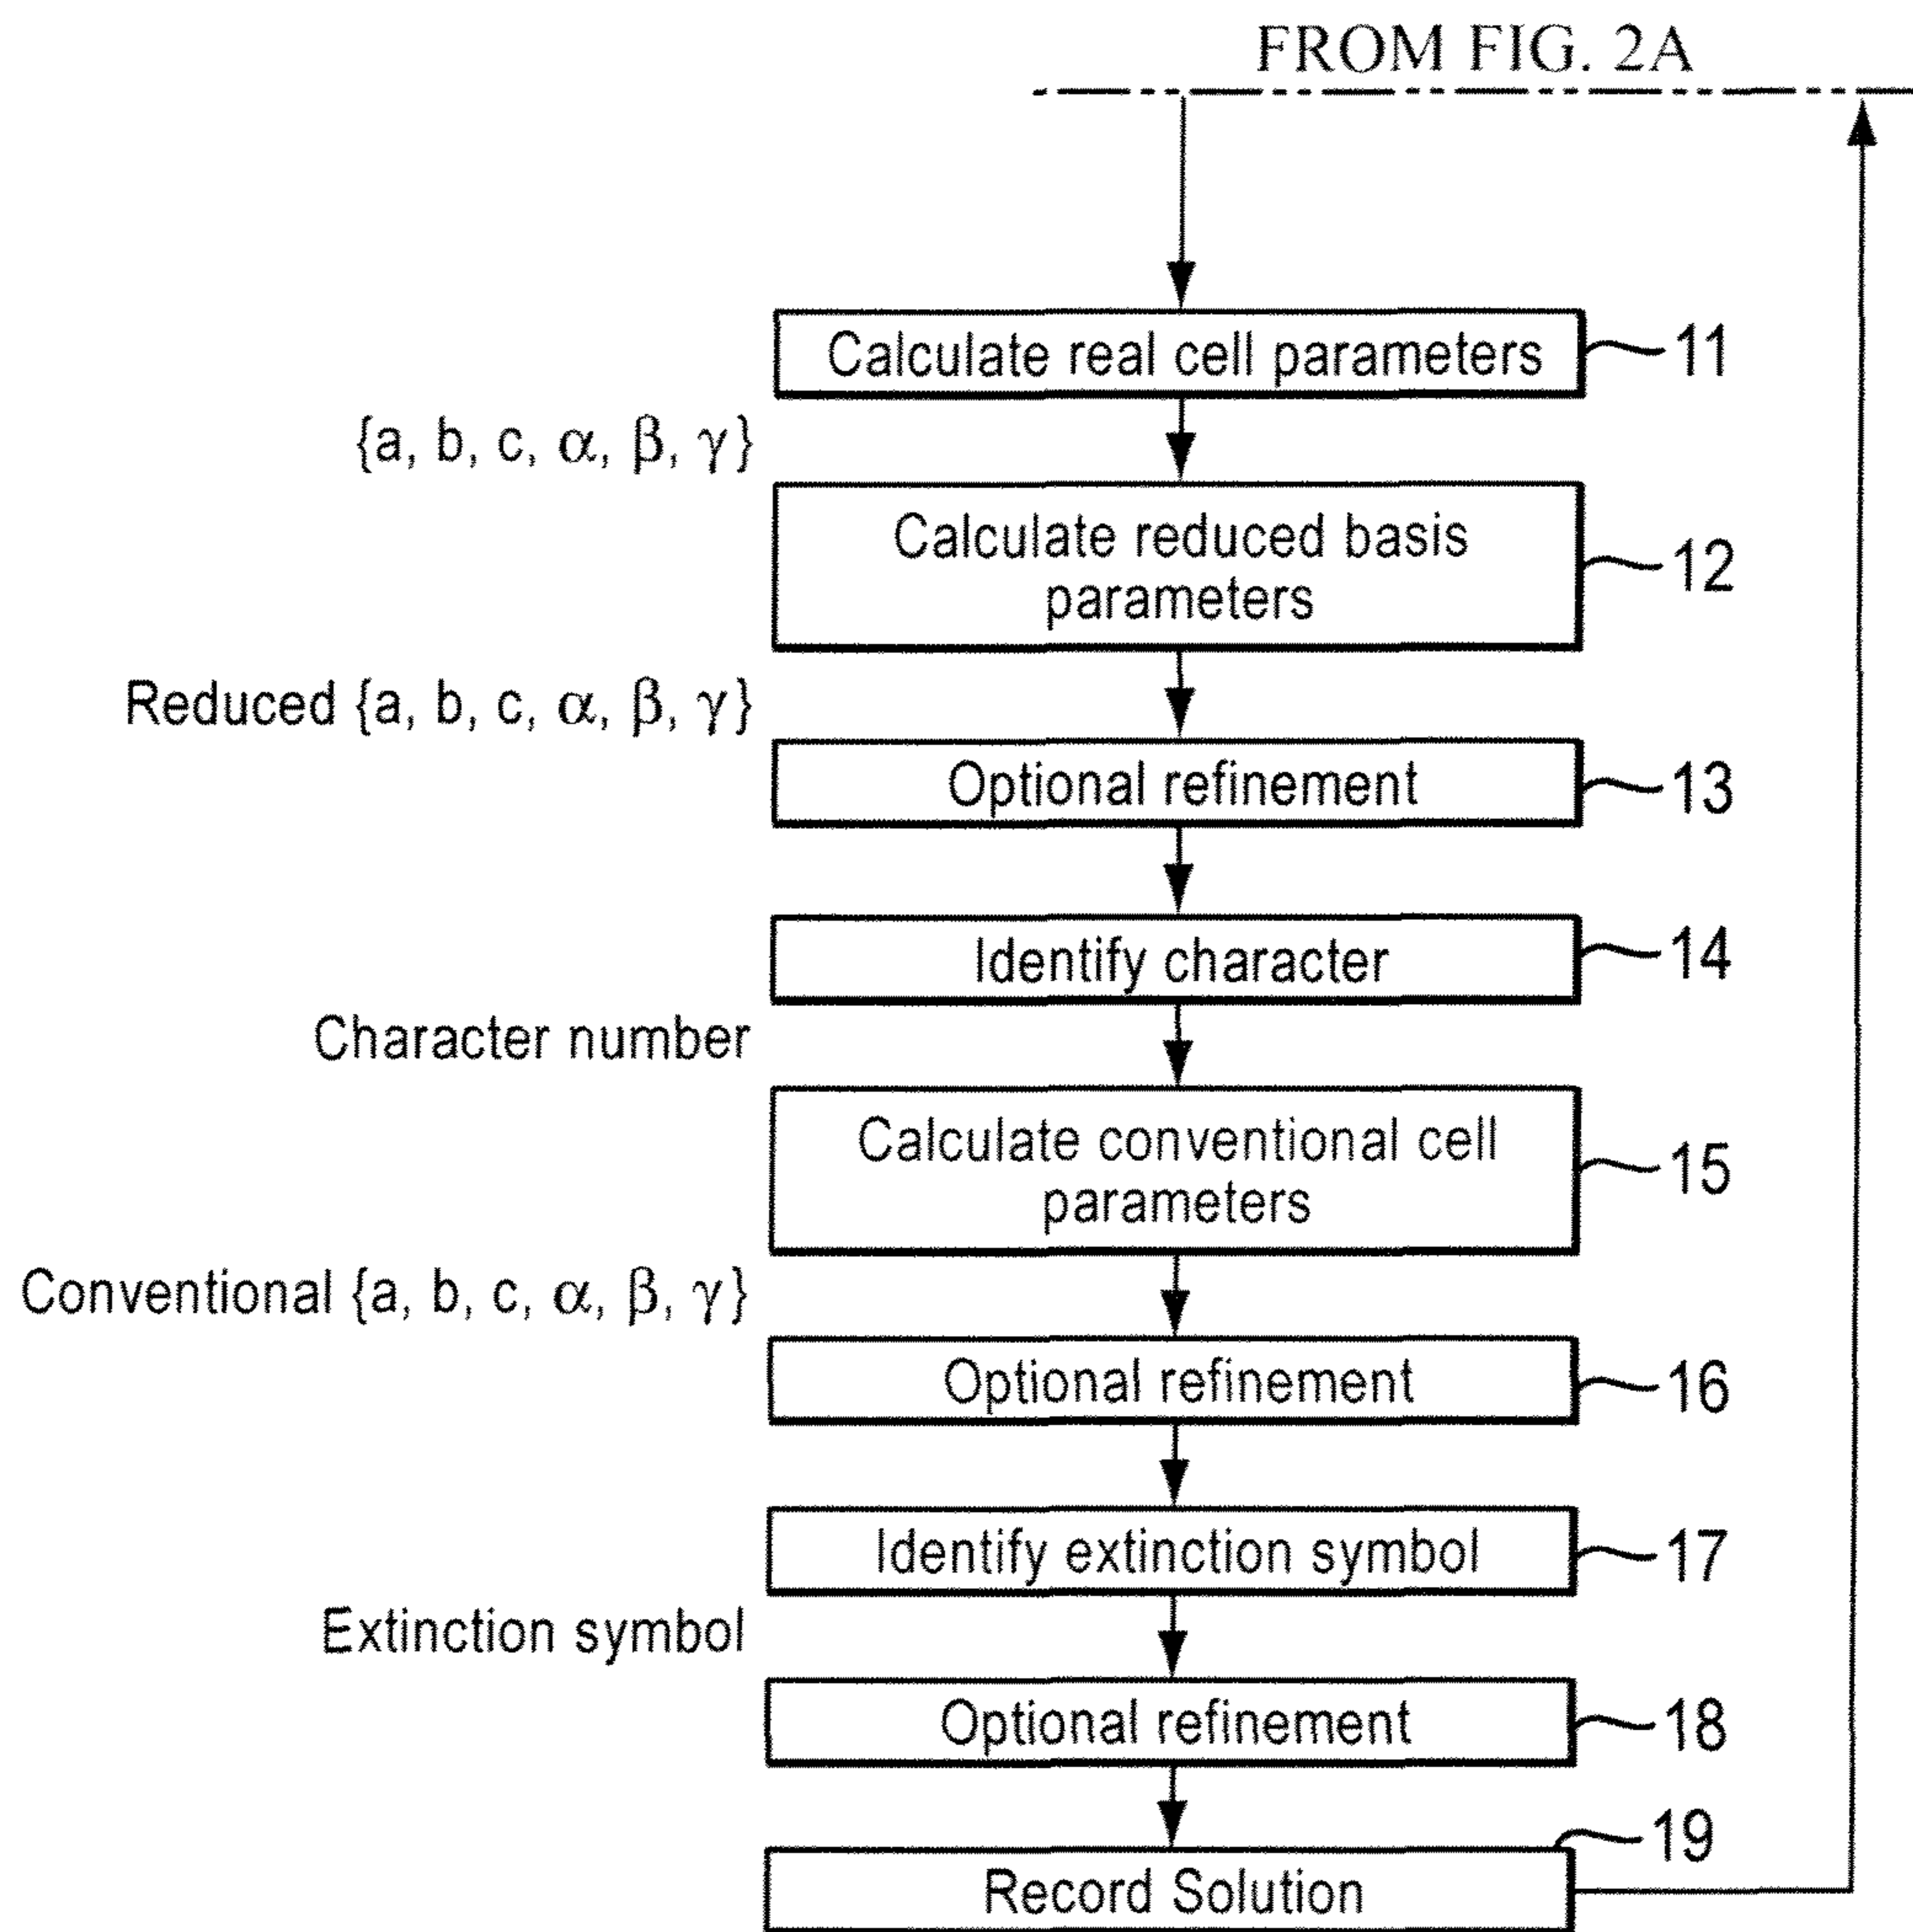 FROM FIG. 2A
Calculate real cell parameters
11
{a, b, c, α, β, γ}
Calculate reduced basis
parameters
12
Reduced {a, b, c, α, β, γ}
Optional refinement
13
Identify character
14
Character number
Calculate conventional cell
parameters
15
Conventional {a, b, c, α, β, γ}
Optional refinement
16
Identify extinction symbol
17
Extinction symbol
Optional refinement
18
Record Solution
19